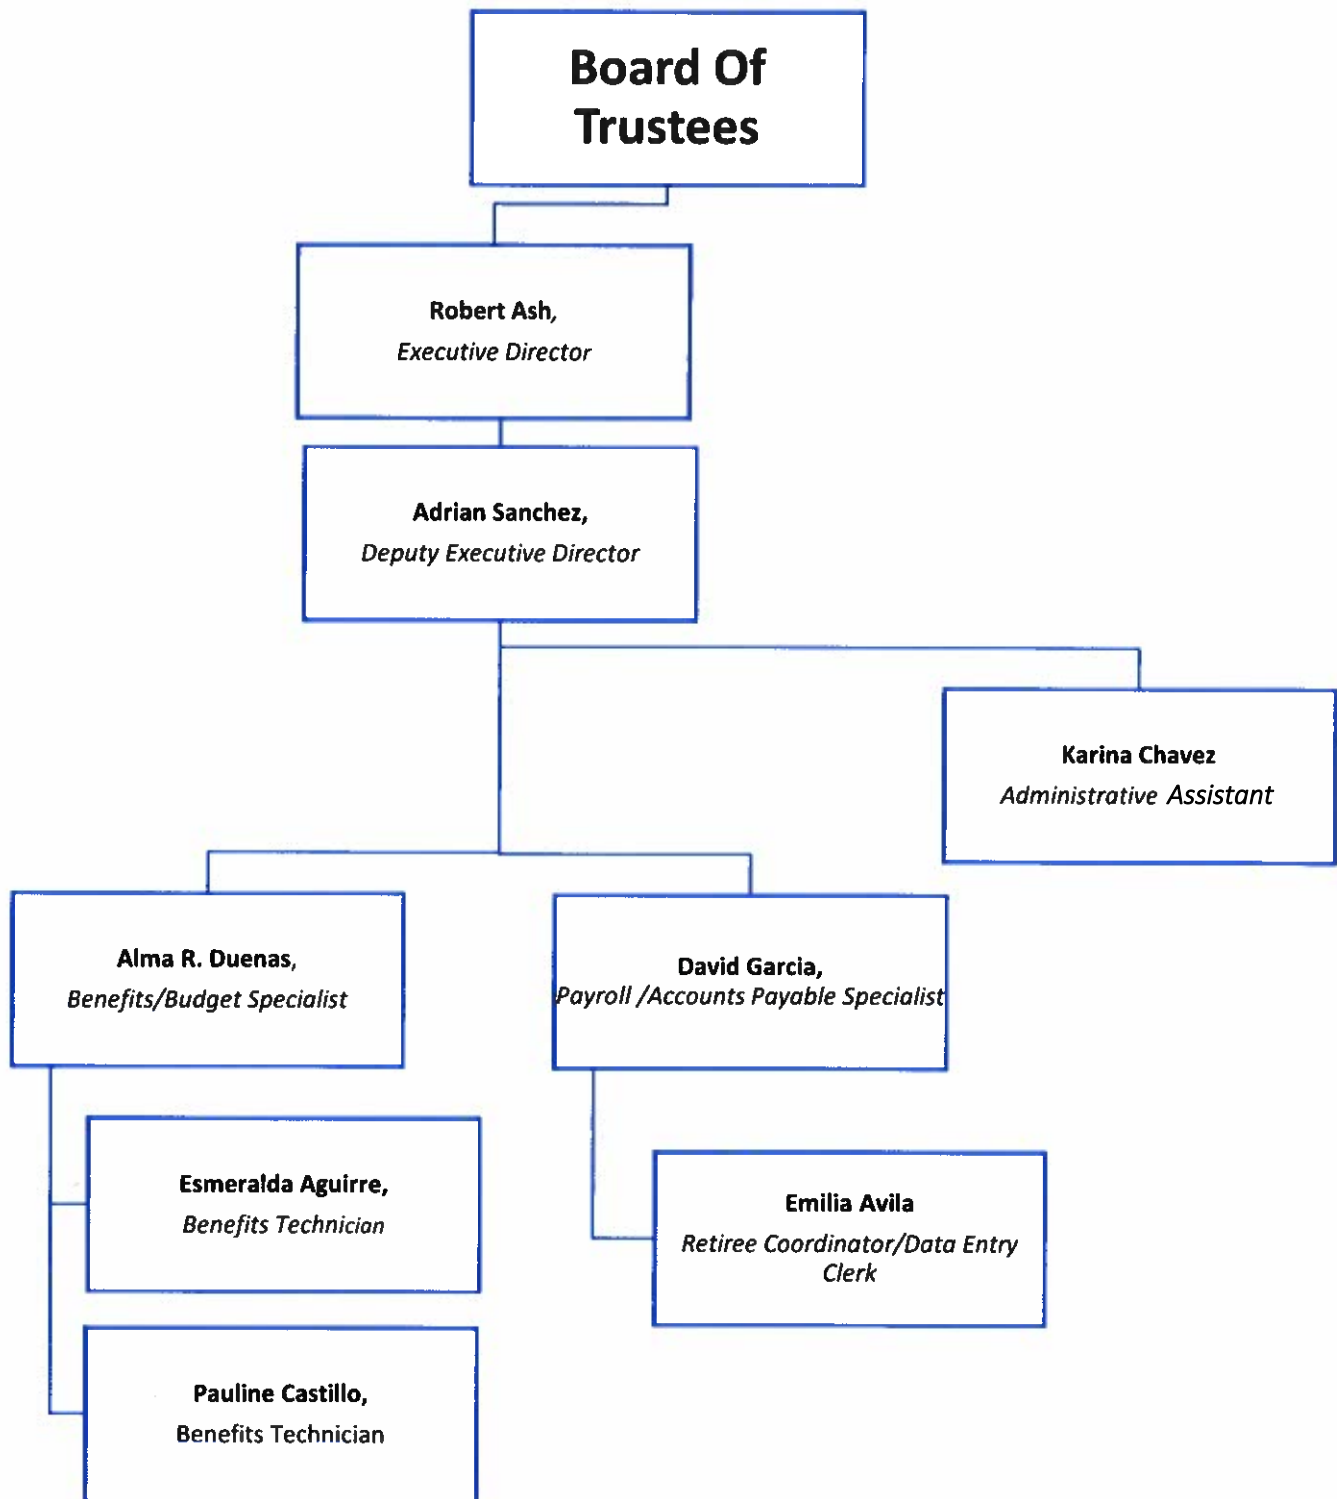 Board Of
Trustees
Robert Ash,
Executive Director
Adrian Sanchez,
Deputy Executive Director
Karina Chavez
Administrative Assistant
Alma R. Duenas,
Benefits/Budget Specialist
David Garcia,
Payroll /Accounts Payable Specialist
Esmeralda Aguirre,
Benefits Technician
Emilia Avila
Retiree Coordinator/Data Entry
Clerk
Pauline Castillo,
Benefits Technician